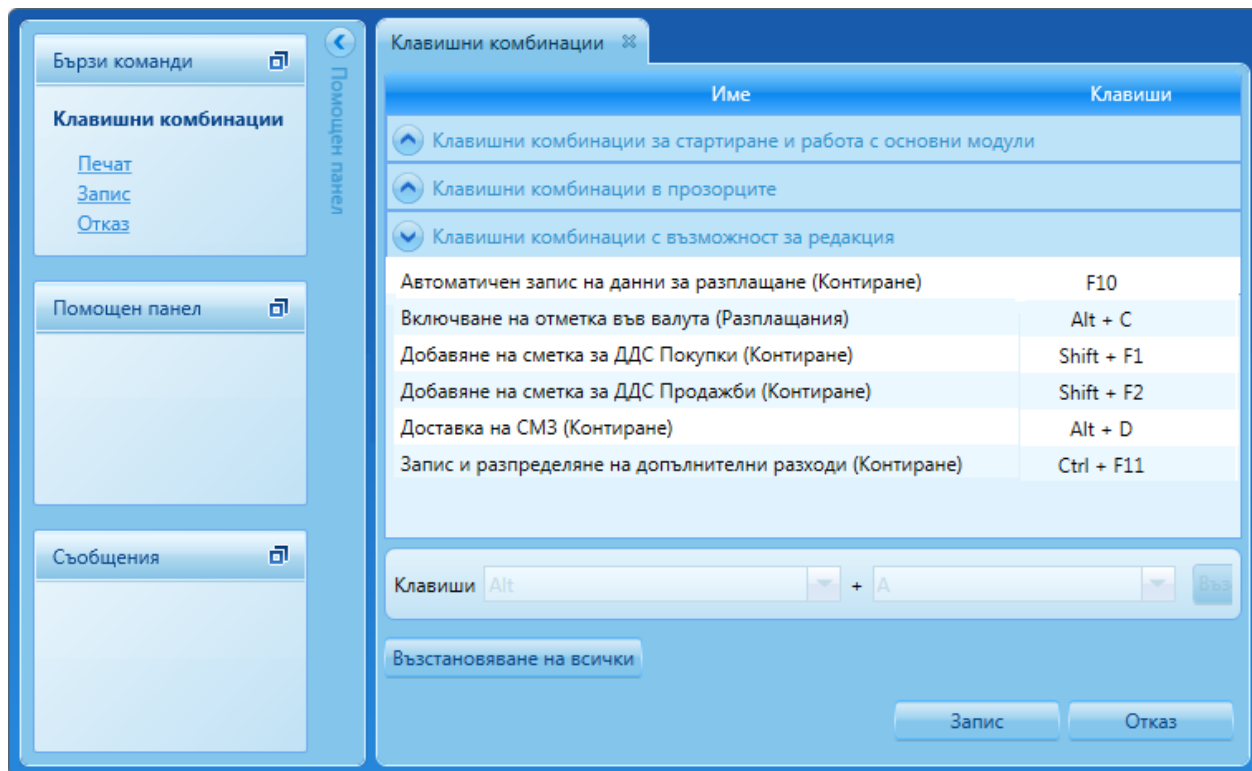 Бързи команди
Клавишни комбинации
Печат
Запис
Отказ
Помощен панел
Съобщения
Помощен панел
Клавишни комбинации
Име Клавиши
Клавишни комбинации за стартиране и работа с основни модули
Клавишни комбинации в прозорците
Клавишни комбинации с възможност за редакция
Автоматичен запис на данни за разплащане (Контиране) F10
Включване на отметка във валута (Разплащания) Alt + C
Добавяне на сметка за ДДС Покупки (Контиране) Shift + F1
Добавяне на сметка за ДДС Продажби (Контиране) Shift + F2
Доставка на СМЗ (Контиране) Alt + D
Запис и разпределяне на допълнителни разходи (Контиране) Ctrl + F11
Клавиши Alt + A
Възстановяване на всички
Запис Отказ